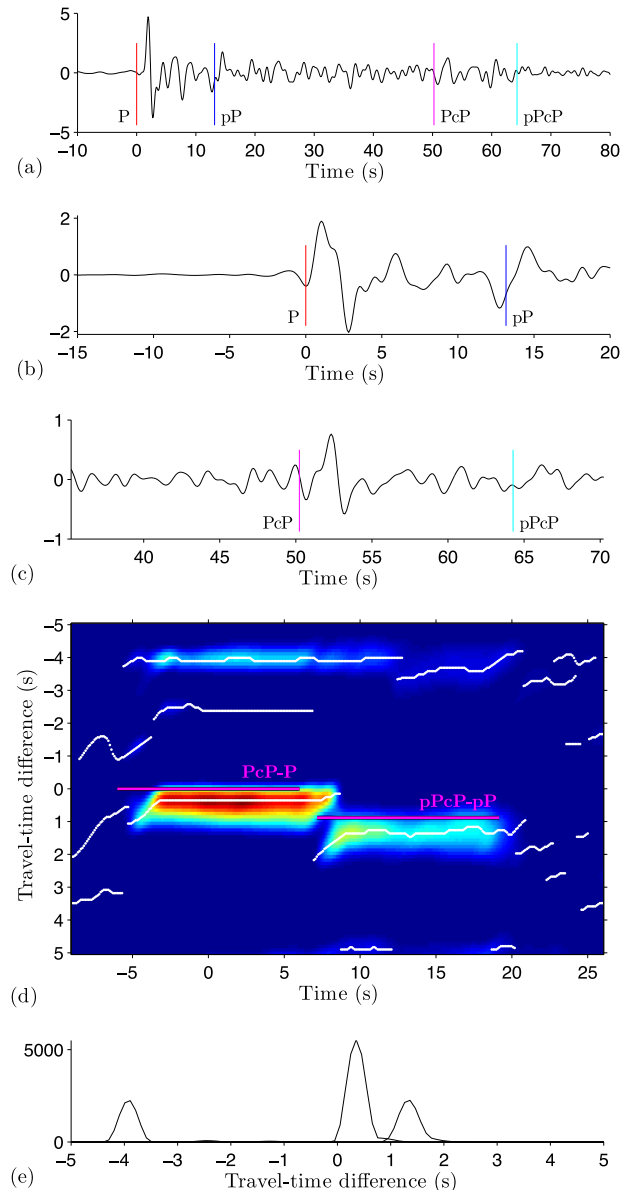 5
0
−5
P
pP
PcP
pPcP
−10 0 10 20 30 40 50 60 70 80
(a)
Time (s)
2
0
−2
P
pP
−15 −10 −5 0 5 10 15 20
(b)
Time (s)
1
0
−1
PcP
pPcP
40 45 50 55 60 65 70
(c)
Time (s)
−5
−4
−3
−2
−1
0
1
2
3
4
5
Travel-time difference (s)
PcP-P
pPcP-pP
−5 0 5 10 15 20 25
(d)
Time (s)
5000
0
−5 −4 −3 −2 −1 0 1 2 3 4 5
(e)
Travel-time difference (s)